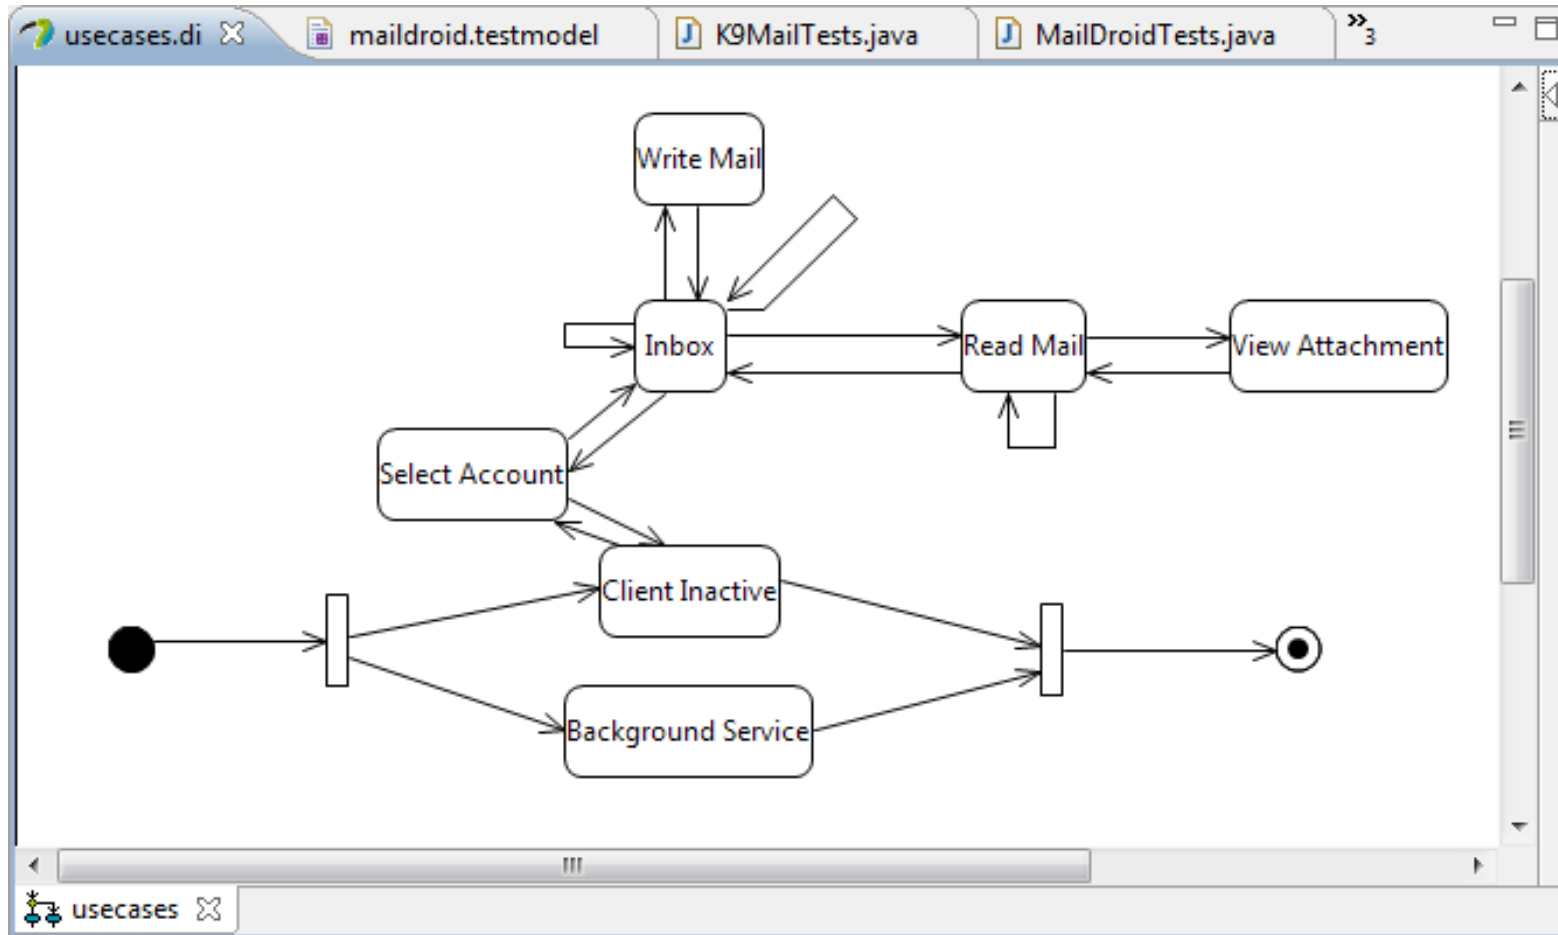 usecases.di
maildroid.testmodel
K9MailTests.java
MailDroidTests.java
»3
Write Mail
Inbox
Read Mail
View Attachment
Select Account
Client Inactive
Background Service
usecases